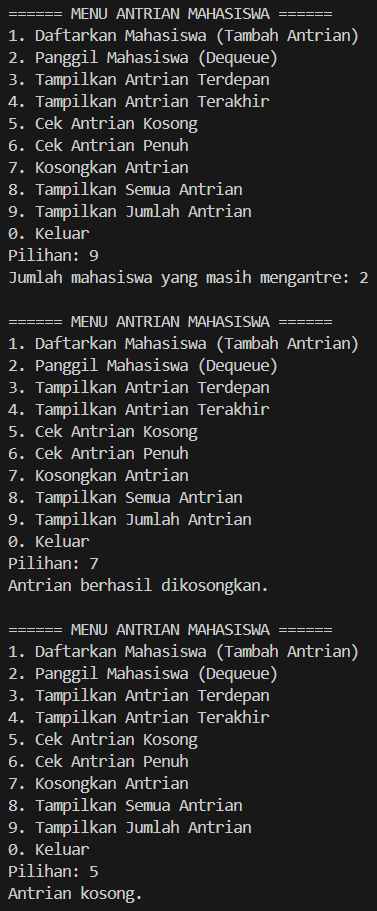 ====== MENU ANTRIAN MAHASISWA ======
1. Daftarkan Mahasiswa (Tambah Antrian)
2. Panggil Mahasiswa (Dequeue)
3. Tampilkan Antrian Terdepan
4. Tampilkan Antrian Terakhir
5. Cek Antrian Kosong
6. Cek Antrian Penuh
7. Kosongkan Antrian
8. Tampilkan Semua Antrian
9. Tampilkan Jumlah Antrian
0. Keluar
Pilihan: 9
Jumlah mahasiswa yang masih mengantre: 2

====== MENU ANTRIAN MAHASISWA ======
1. Daftarkan Mahasiswa (Tambah Antrian)
2. Panggil Mahasiswa (Dequeue)
3. Tampilkan Antrian Terdepan
4. Tampilkan Antrian Terakhir
5. Cek Antrian Kosong
6. Cek Antrian Penuh
7. Kosongkan Antrian
8. Tampilkan Semua Antrian
9. Tampilkan Jumlah Antrian
0. Keluar
Pilihan: 7
Antrian berhasil dikosongkan.

====== MENU ANTRIAN MAHASISWA ======
1. Daftarkan Mahasiswa (Tambah Antrian)
2. Panggil Mahasiswa (Dequeue)
3. Tampilkan Antrian Terdepan
4. Tampilkan Antrian Terakhir
5. Cek Antrian Kosong
6. Cek Antrian Penuh
7. Kosongkan Antrian
8. Tampilkan Semua Antrian
9. Tampilkan Jumlah Antrian
0. Keluar
Pilihan: 5
Antrian kosong.